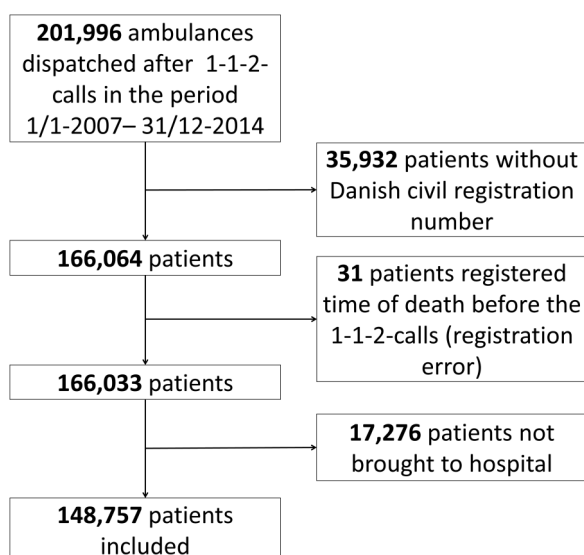 201,996 ambulances
dispatched after 1-1-2-
calls in the period
1/1-2007– 31/12-2014
35,932 patients without
Danish civil registration
number
166,064 patients
31 patients registered
time of death before the
1-1-2-calls (registration
error)
166,033 patients
17,276 patients not
brought to hospital
148,757 patients
included